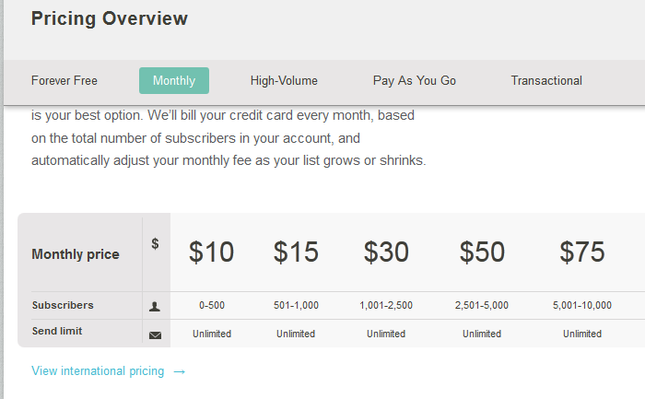 Pricing Overview
Forever Free Monthly High-Volume Pay As You Go Transactional
is your best option. We'll bill your credit card every month, based
on the total number of subscribers in your account, and
automatically adjust your monthly fee as your list grows or shrinks.
Monthly price $ $10 $15 $30 $50 $75
Subscribers 0-500 501-1,000 1,001-2,500 2,501-5,000 5,001-10,000
Send limit Unlimited Unlimited Unlimited Unlimited Unlimited
View international pricing →